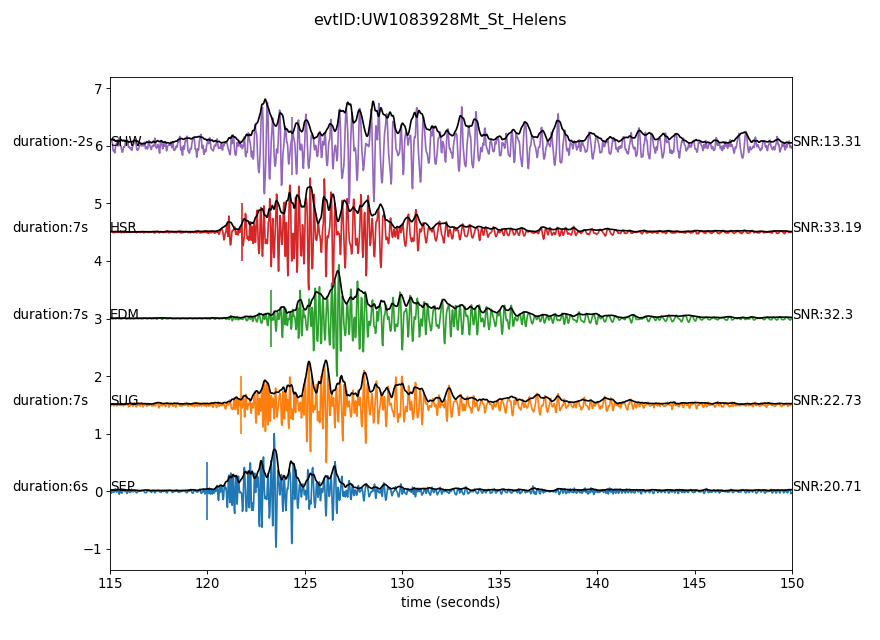 evtID:UW1083928Mt_St_Helens
7
duration:-2s SHW 6 SNR:13.31
5
duration:7s HSR SNR:33.19
4
duration:7s EDM 3 SNR:32.3
2
duration:7s SUG SNR:22.73
1
duration:6s SEP 0 SNR:20.71
−1
115 120 125 130 135 140 145 150
time (seconds)